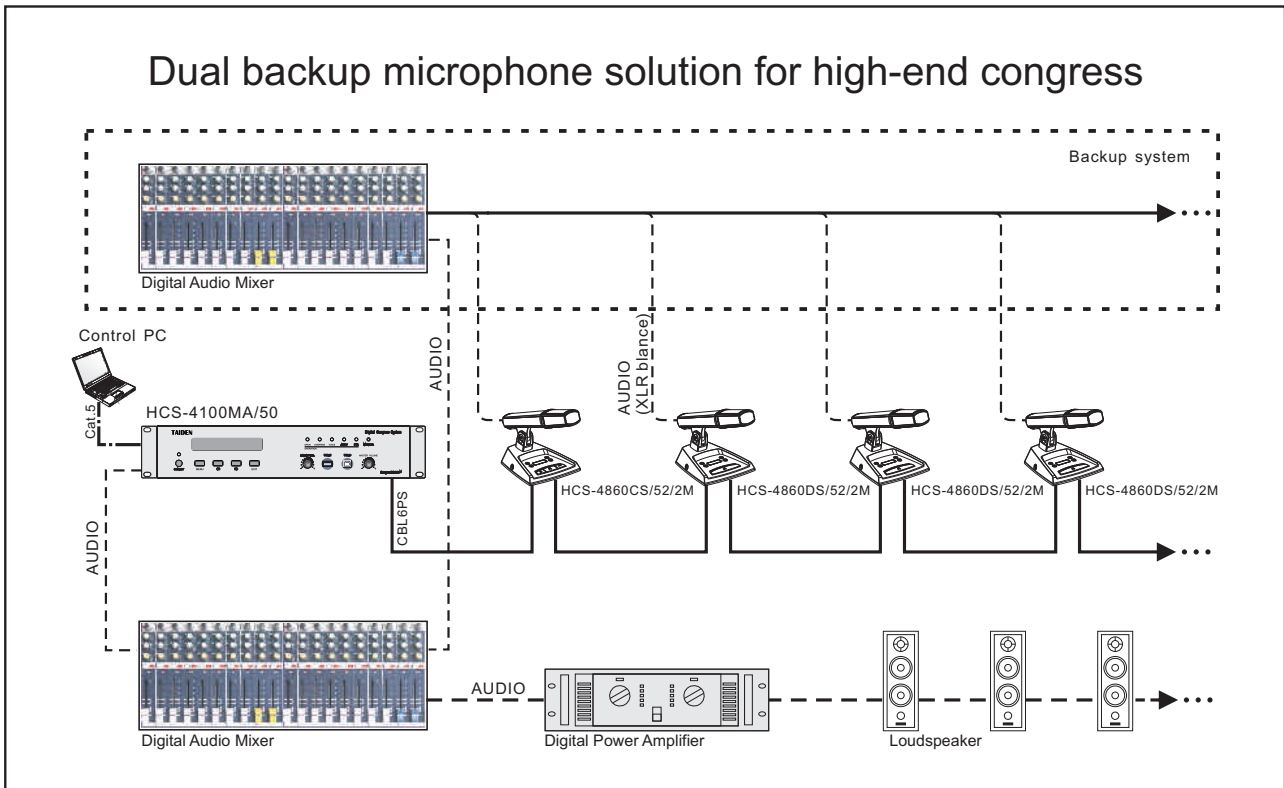 Dual backup microphone solution for high-end congress
Backup system
Digital Audio Mixer
Control PC
Cat.5
HCS-4100MA/50
TAIDEN
AUDIO
AUDIO
(XLR blance)
CBL6PS
HCS-4860CS/52/2M
HCS-4860DS/52/2M
HCS-4860DS/52/2M
HCS-4860DS/52/2M
AUDIO
Digital Audio Mixer
AUDIO
Digital Power Amplifier
Loudspeaker